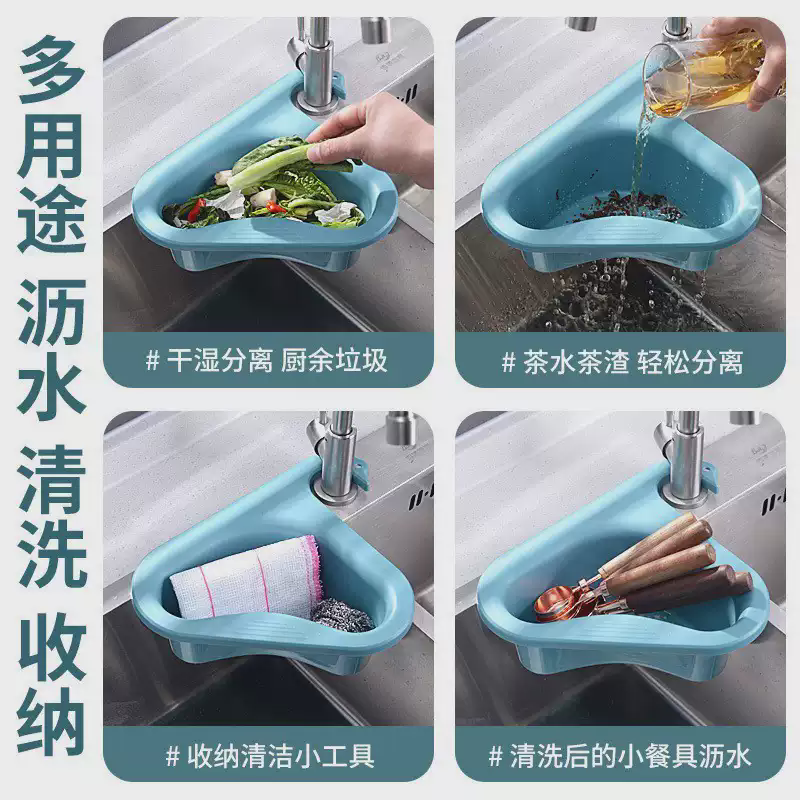 多用途 沥水 清洗 收纳
# 干湿分离 厨余垃圾
# 茶水茶渣 轻松分离
# 收纳清洁小工具
# 清洗后的小餐具沥水